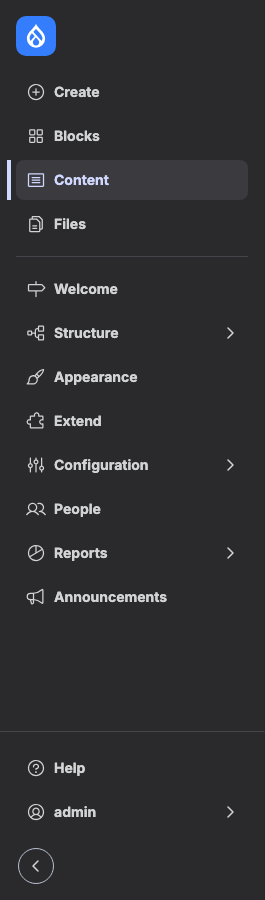 Create
Blocks
Content
Files
Welcome
Structure
Appearance
Extend
Configuration
People
Reports
Announcements
Help
admin